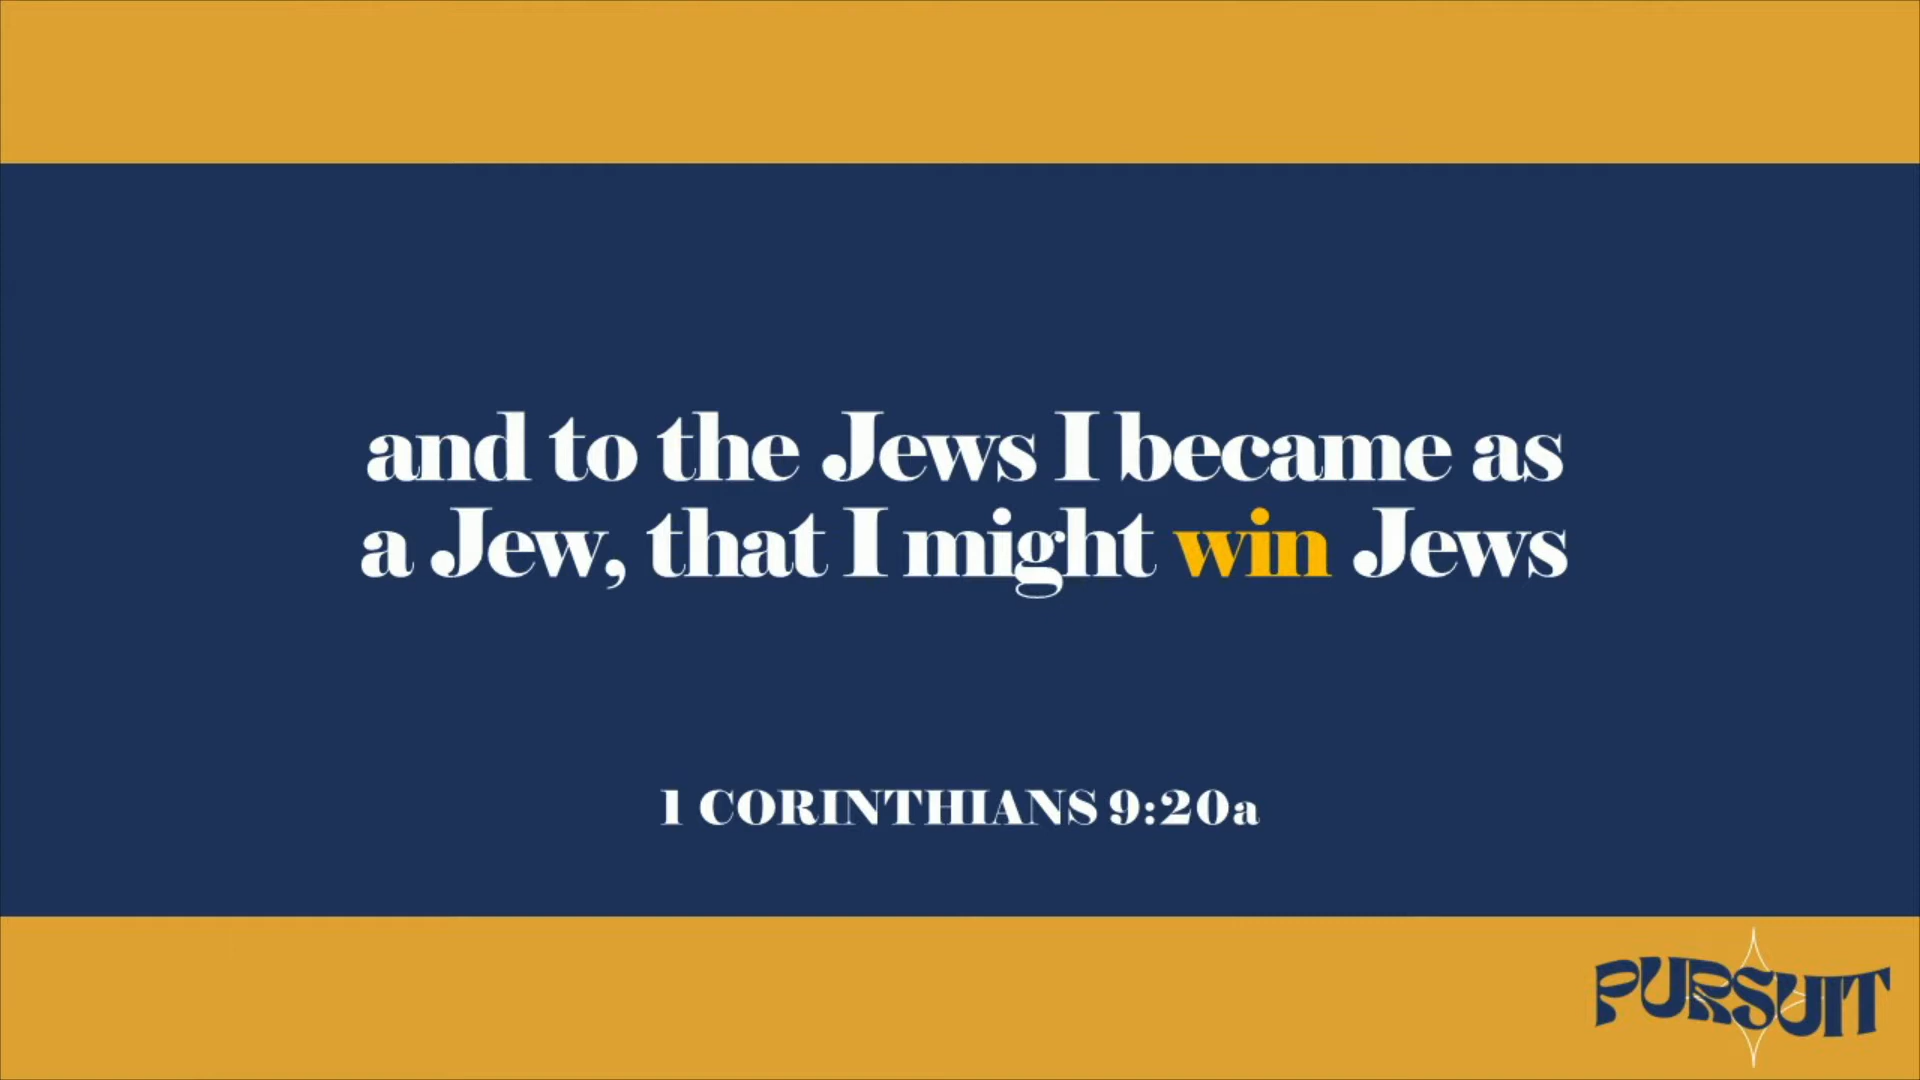 and to the Jews I became as
a Jew, that I might win Jews
1 CORINTHIANS 9:20a
PURSUIT